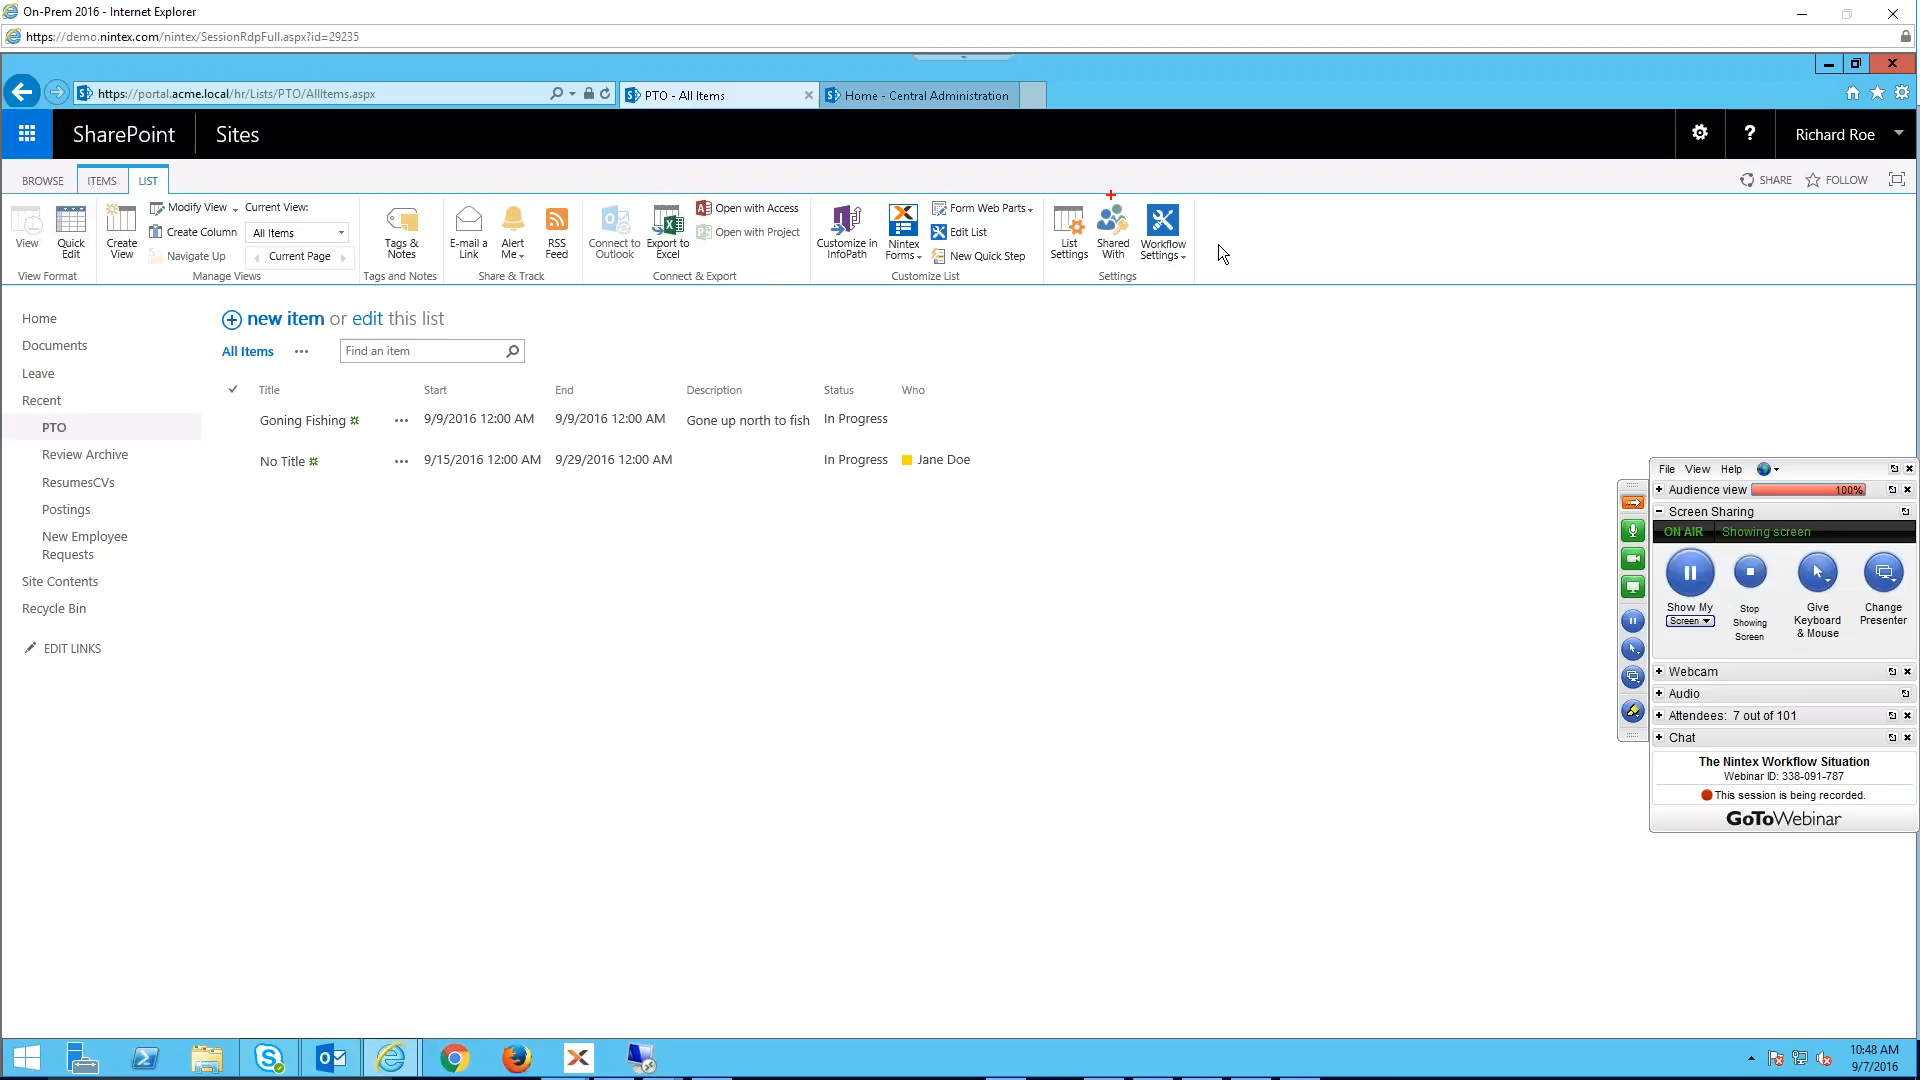 On-Prem 2016 - Internet Explorer
https://demo.nintex.com/nintex/SessionRdpFull.aspx?id=29235
https://portal.acme.local/hr/Lists/PTO/AllItems.aspx
PTO - All Items
Home - Central Administration
SharePoint
Sites
?
Richard Roe
BROWSE
ITEMS
LIST
SHARE
FOLLOW
View
Quick
Edit
View Format
Create
View
Modify View
Create Column
Navigate Up
Current View:
All Items
Current Page
Manage Views
Tags &
Notes
Tags and Notes
E-mail a
Link
Alert
Me
RSS
Feed
Share & Track
Connect to
Outlook
Export to
Excel
Open with Access
Open with Project
Connect & Export
Customize in
InfoPath
Nintex
Forms
Form Web Parts
Edit List
New Quick Step
Customize List
List
Settings
Shared
With
Workflow
Settings
Settings
Home
Documents
Leave
Recent
PTO
Review Archive
ResumesCVs
Postings
New Employee
Requests
Site Contents
Recycle Bin
EDIT LINKS
new item or edit this list
All Items
Find an item
Title Start End Description Status Who
Goning Fishing 9/9/2016 12:00 AM 9/9/2016 12:00 AM Gone up north to fish In Progress
No Title 9/15/2016 12:00 AM 9/29/2016 12:00 AM In Progress Jane Doe
File View Help
Audience view 100%
Screen Sharing
ON AIR Showing screen
Show My
Screen
Stop
Showing
Screen
Give
Keyboard
& Mouse
Change
Presenter
Webcam
Audio
Attendees: 7 out of 101
Chat
The Nintex Workflow Situation
Webinar ID: 338-091-787
This session is being recorded.
GoToWebinar
10:48 AM
9/7/2016